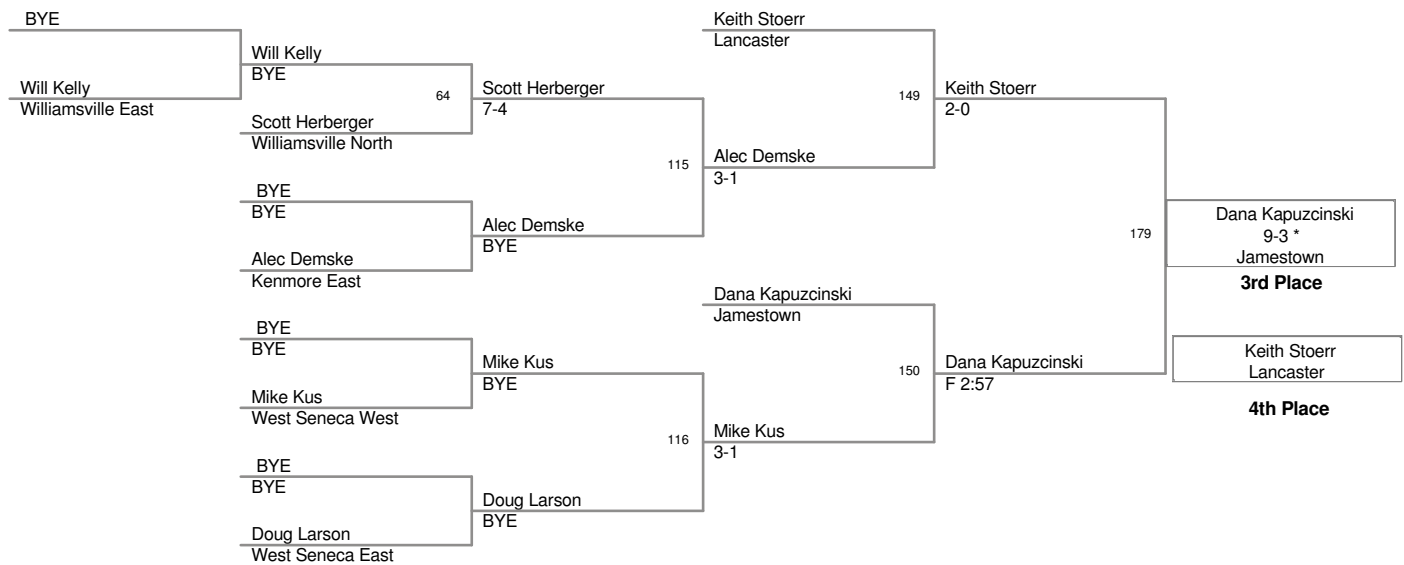 BYE
Will Kelly
Williamsville East
Will Kelly
BYE
64
Scott Herberger
Williamsville North
Scott Herberger
7-4
BYE
BYE
Alec Demske
Kenmore East
Alec Demske
BYE
115
Keith Stoerr
Lancaster
Alec Demske
3-1
149
Keith Stoerr
2-0
BYE
BYE
Mike Kus
West Seneca West
Mike Kus
BYE
BYE
BYE
Doug Larson
West Seneca East
Doug Larson
BYE
116
Dana Kapuzcinski
Jamestown
Mike Kus
3-1
150
Dana Kapuzcinski
F 2:57
179
Dana Kapuzcinski
9-3 *
Jamestown
3rd Place
Keith Stoerr
Lancaster
4th Place